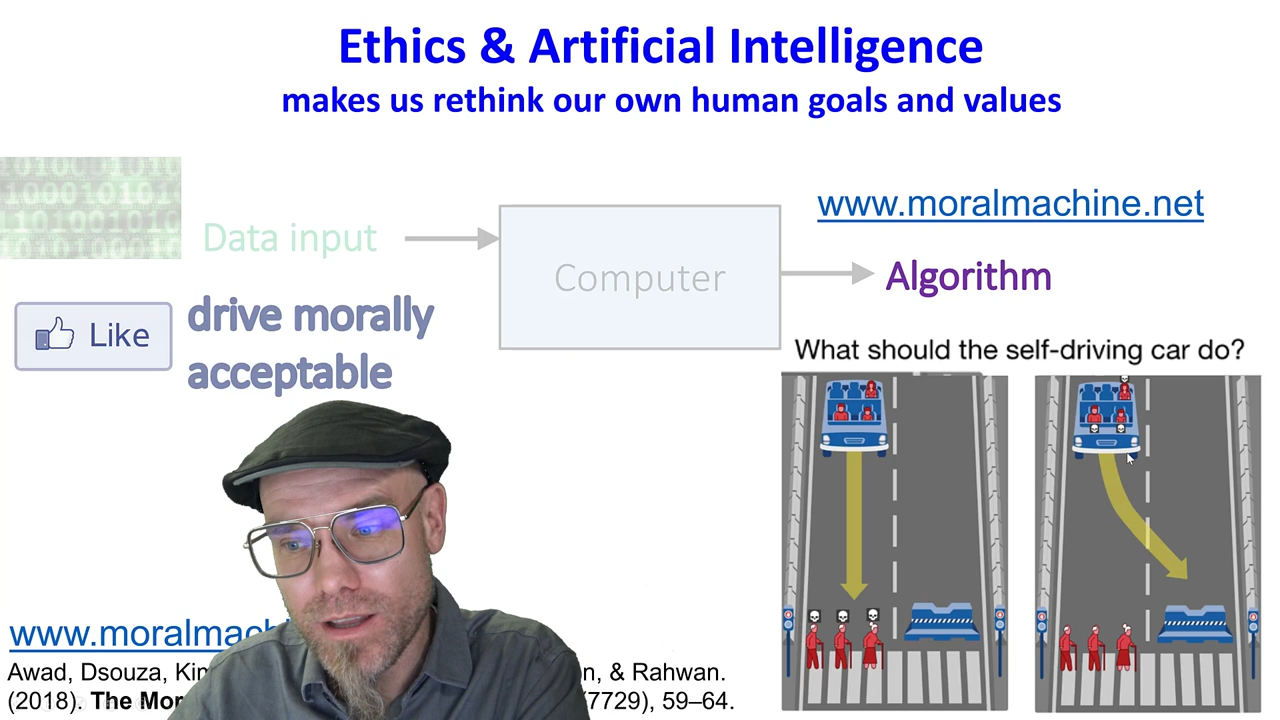 Ethics & Artificial Intelligence
makes us rethink our own human goals and values
www.moralmachine.net
Data input
Computer
Algorithm
Like
drive morally
acceptable
What should the self-driving car do?
www.moralmach
Awad, Dsouza, Ki n, & Rahwan.
(2018). The Mor 7729), 59–64.